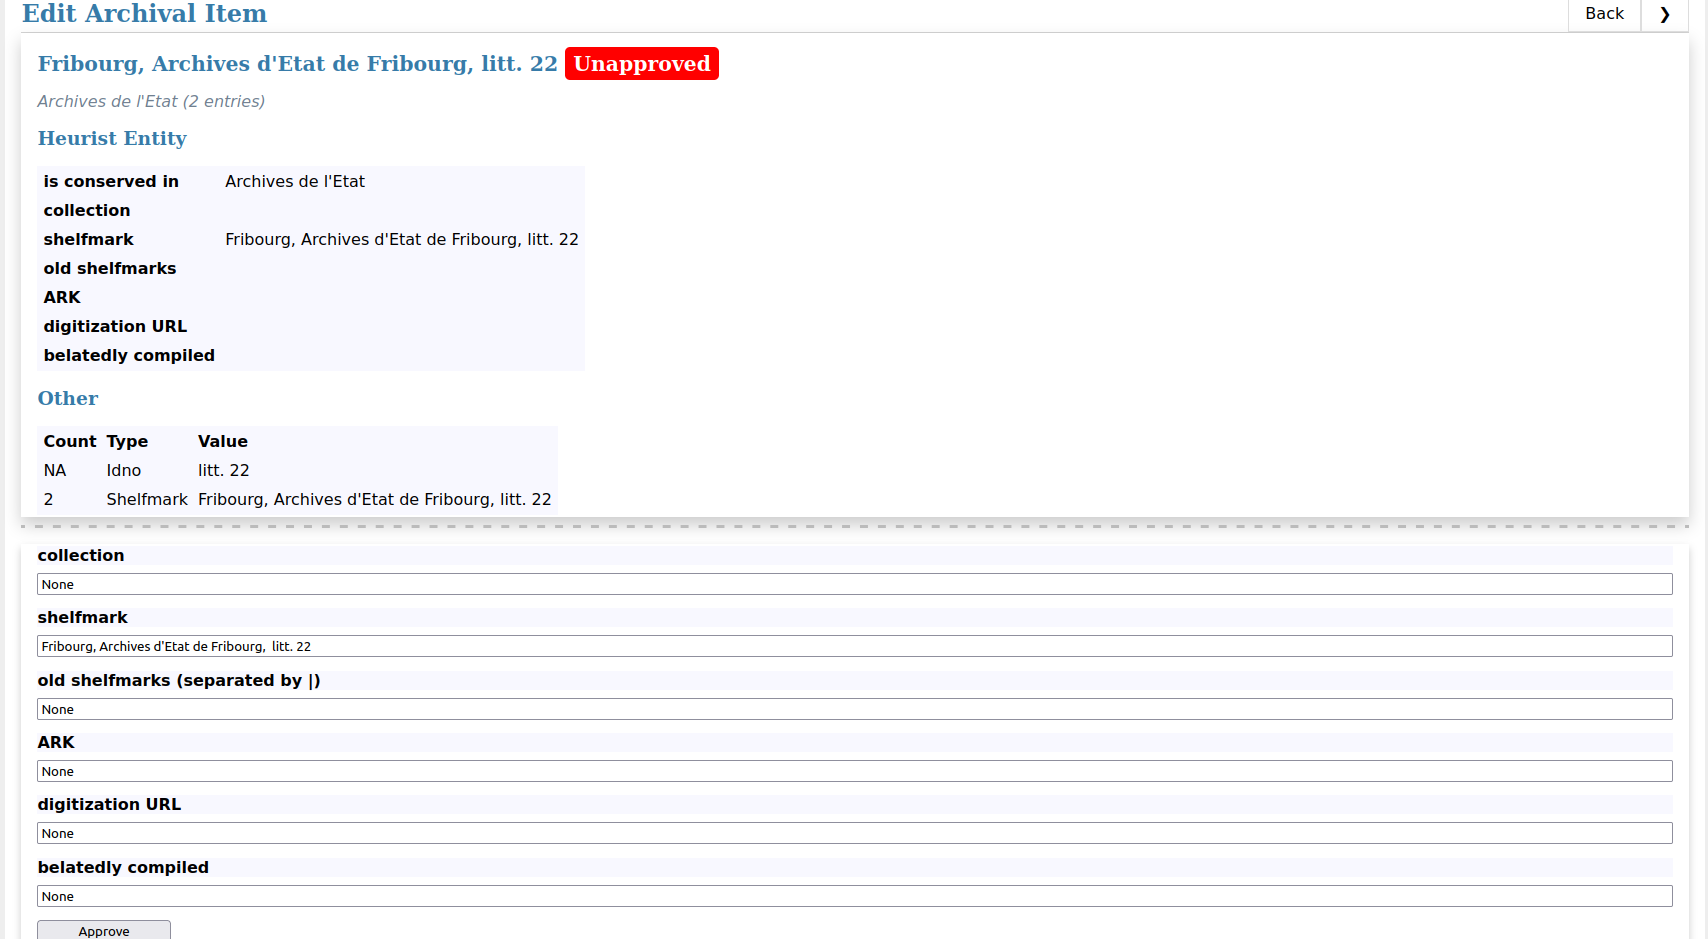 Edit Archival Item
Back ❯
Fribourg, Archives d'Etat de Fribourg, litt. 22 Unapproved
Archives de l'Etat (2 entries)
Heurist Entity
is conserved in Archives de l'Etat
collection
shelfmark Fribourg, Archives d'Etat de Fribourg, litt. 22
old shelfmarks
ARK
digitization URL
belatedly compiled
Other
Count Type Value
NA Idno litt. 22
2 Shelfmark Fribourg, Archives d'Etat de Fribourg, litt. 22
collection
None
shelfmark
Fribourg, Archives d'Etat de Fribourg,  litt. 22
old shelfmarks (separated by |)
None
ARK
None
digitization URL
None
belatedly compiled
None
Approve